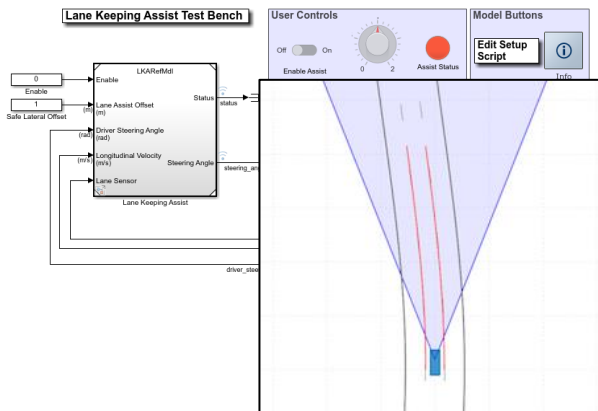 Lane Keeping Assist Test Bench
User Controls
Model Buttons
Off
On
Enable Assist
1
0
2
Assist Status
Edit Setup
Script
Info
LKARefMdl
0
Enable
Enable
1
Safe Lateral Offset
(m)
Lane Assist Offset
(m)
(rad)
Driver Steering Angle
(rad)
(m/s)
Longitudinal Velocity
(m/s)
Lane Sensor
Status
status
Steering Angle
steering_an
Lane Keeping Assist
driver_stee